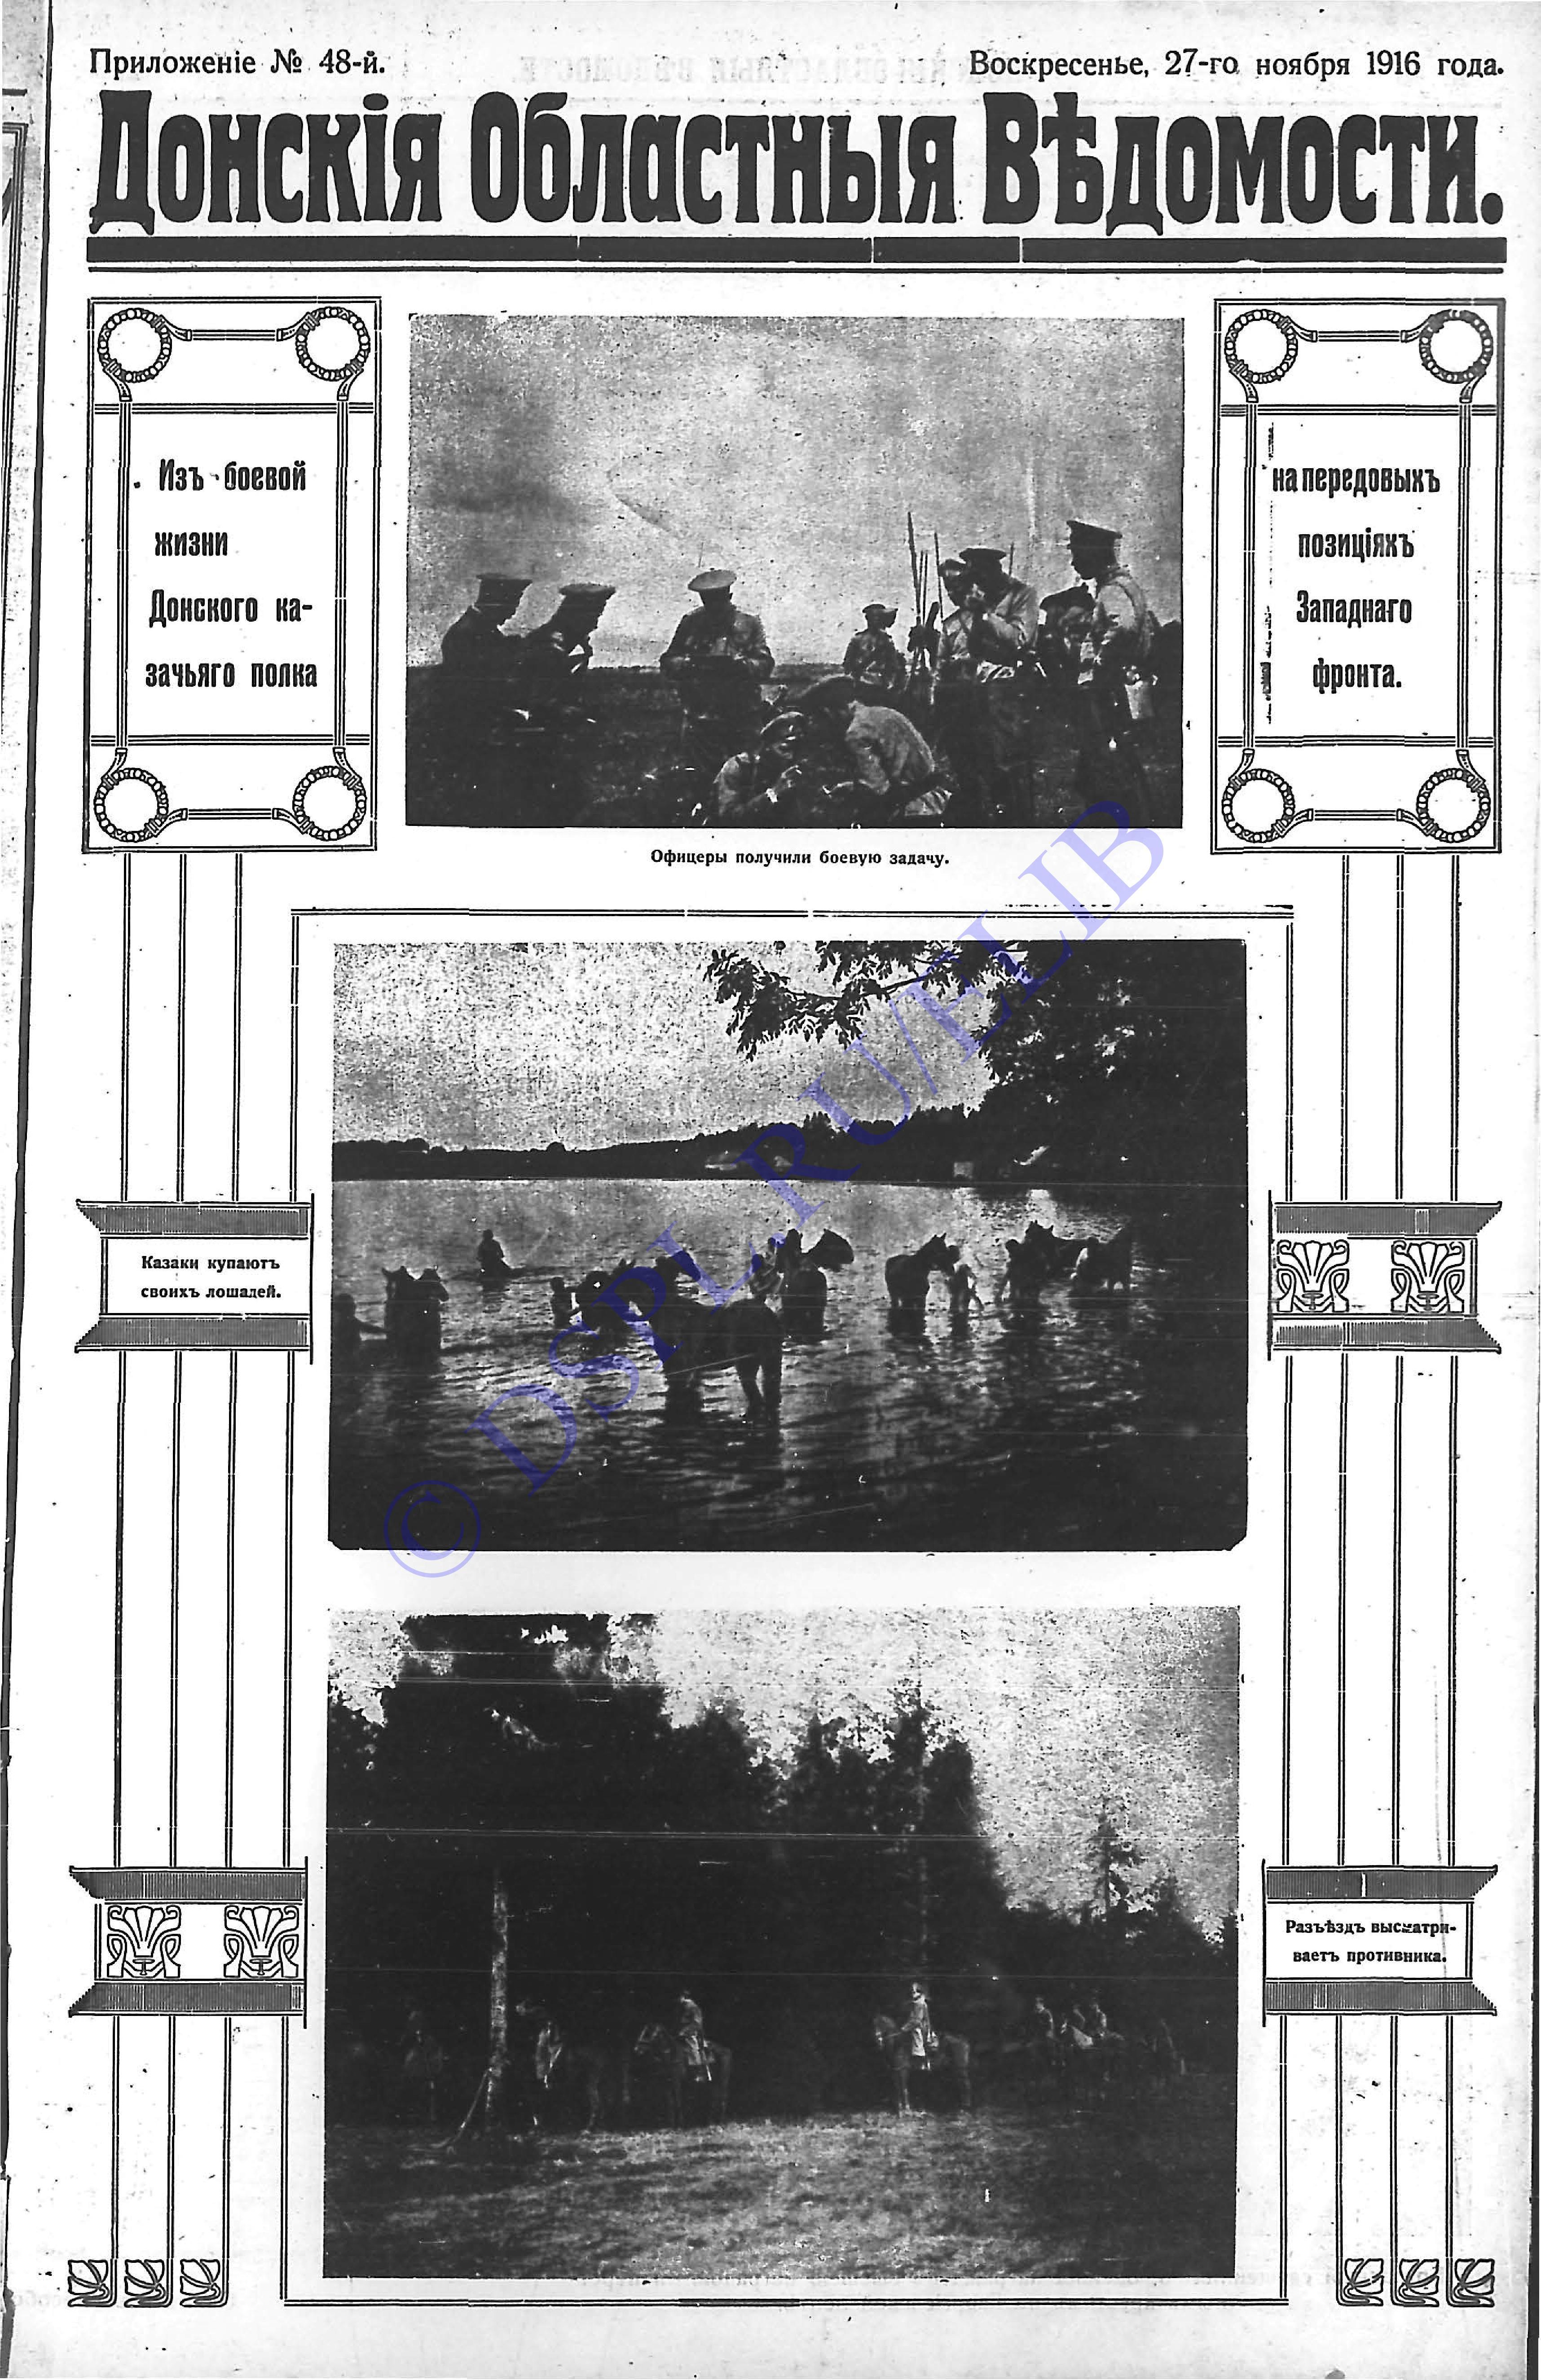 Приложеніе № 48-й.
Воскресенье, 27-го ноября 1916 года.
Донскія Областныя Вѣдомости.
Изъ боевой
жизни
Донского ка-
зачьяго полка
на передовыхъ
позиціяхъ
Западнаго
фронта.
Офицеры получили боевую задачу.
Казаки купаютъ
своихъ лошадей.
Разъѣздъ высматри-
ваетъ противника.
© DSPL.RU/ELIB